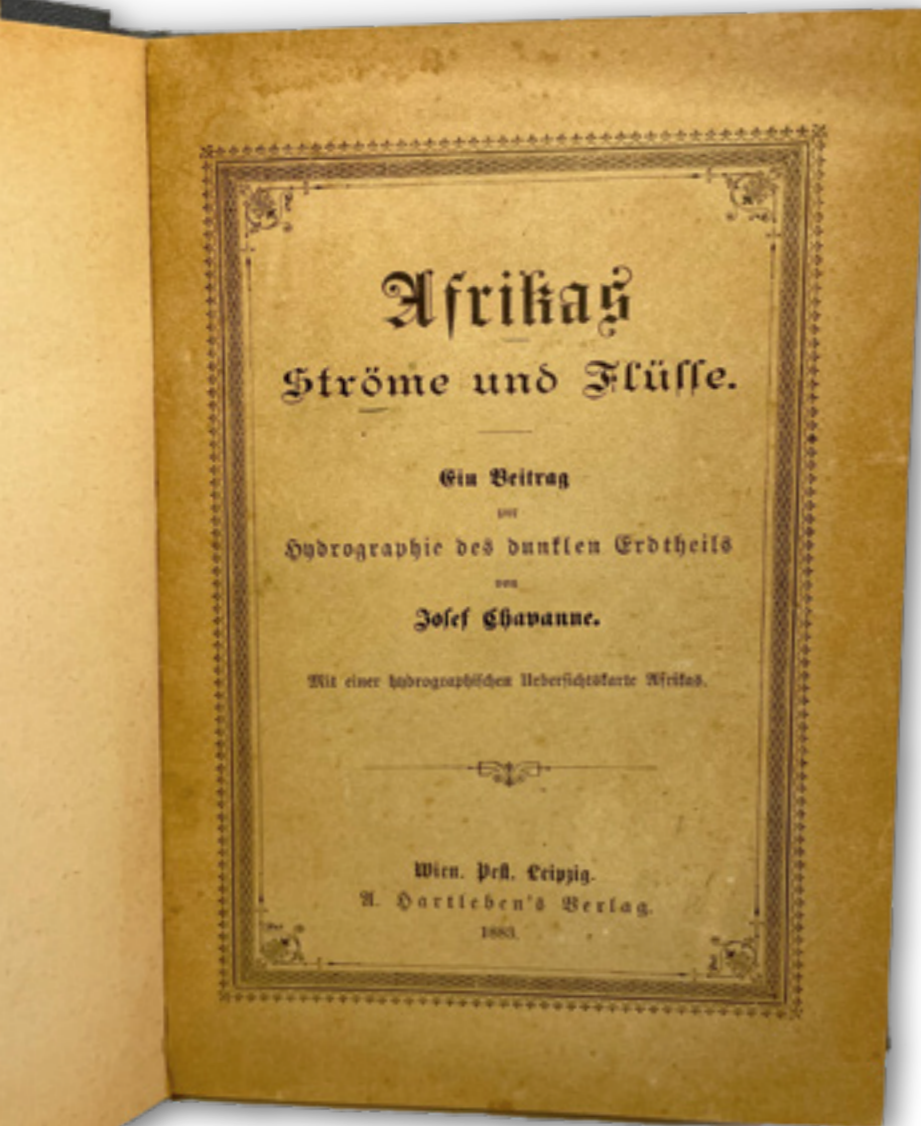 Afrikas
Ströme und Flüsse.
Ein Beitrag
zur
Hydrographie des dunklen Erdtheils
von
Josef Chavanne.
Mit einer hydrographischen Uebersichtskarte Afrikas.
Wien. Pest. Leipzig.
A. Hartleben's Verlag.
1883.